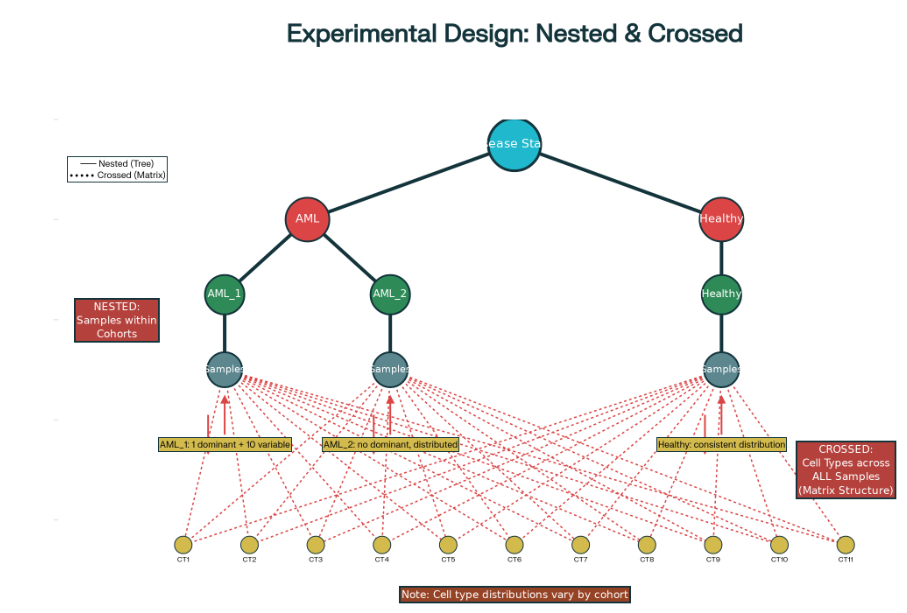 Experimental Design: Nested & Crossed
ease Sta
Nested (Tree)
Crossed (Matrix)
AML
Healthy
AML_1
AML_2
Healthy
NESTED:
Samples within
Cohorts
Samples
Samples
Samples
AML_1: 1 dominant + 10 variable
AML_2: no dominant, distributed
Healthy: consistent distribution
CROSSED:
Cell Types across
ALL Samples
(Matrix Structure)
CT1
CT2
CT3
CT4
CT5
CT6
CT7
CT8
CT9
CT10
CT11
Note: Cell type distributions vary by cohort